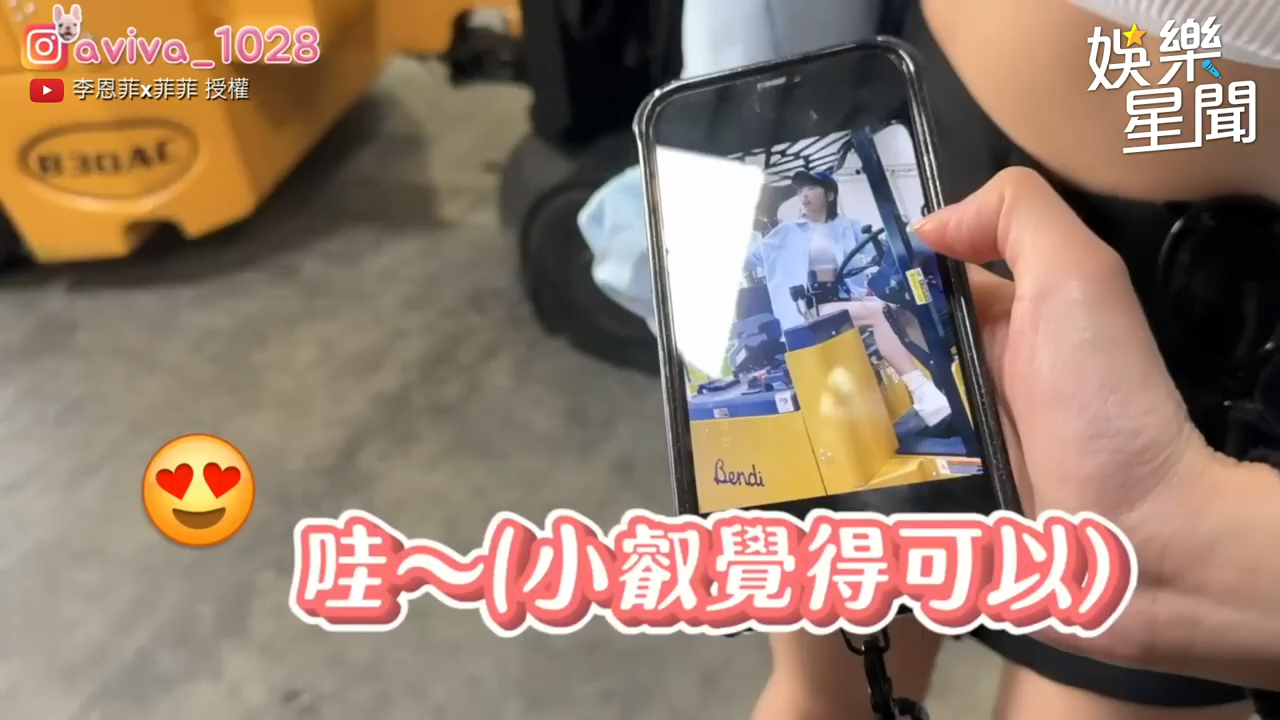 aviva_1028
李恩菲x菲菲 授權
娛樂
星聞
R30AC
Bendi
哇～(小叡覺得可以)